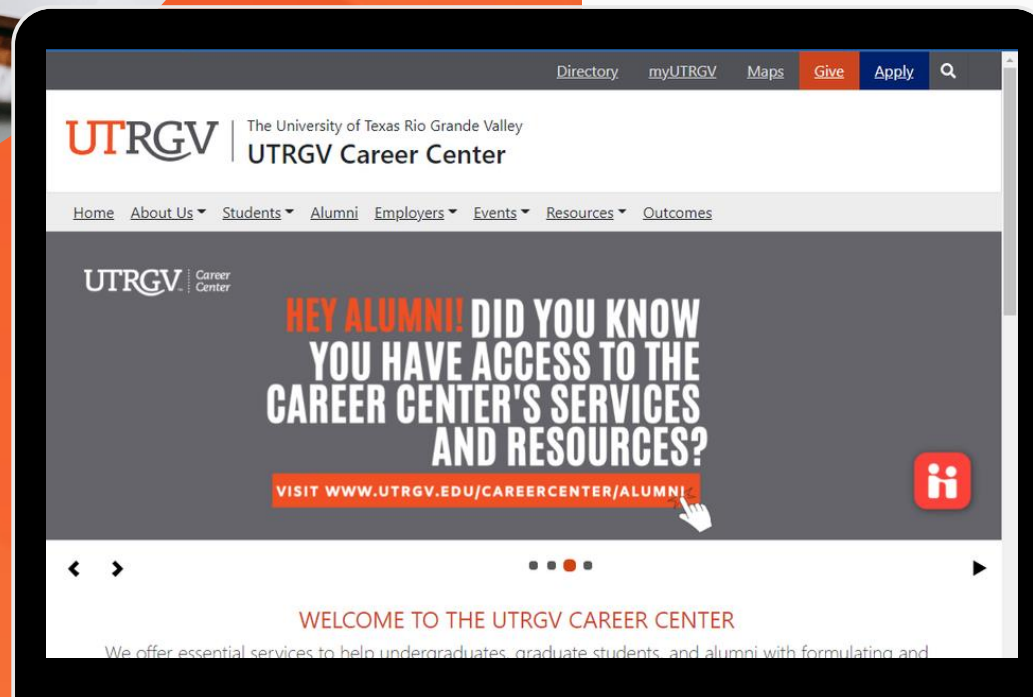 Directory myUTRGV Maps Give Apply
UTRGV The University of Texas Rio Grande Valley
UTRGV Career Center
Home About Us Students Alumni Employers Events Resources Outcomes
UTRGV Career
Center
HEY ALUMNI! DID YOU KNOW
YOU HAVE ACCESS TO THE
CAREER CENTER'S SERVICES
AND RESOURCES?
VISIT WWW.UTRGV.EDU/CAREERCENTER/ALUMNI
WELCOME TO THE UTRGV CAREER CENTER
We offer essential services to help undergraduates, graduate students, and alumni with formulating and